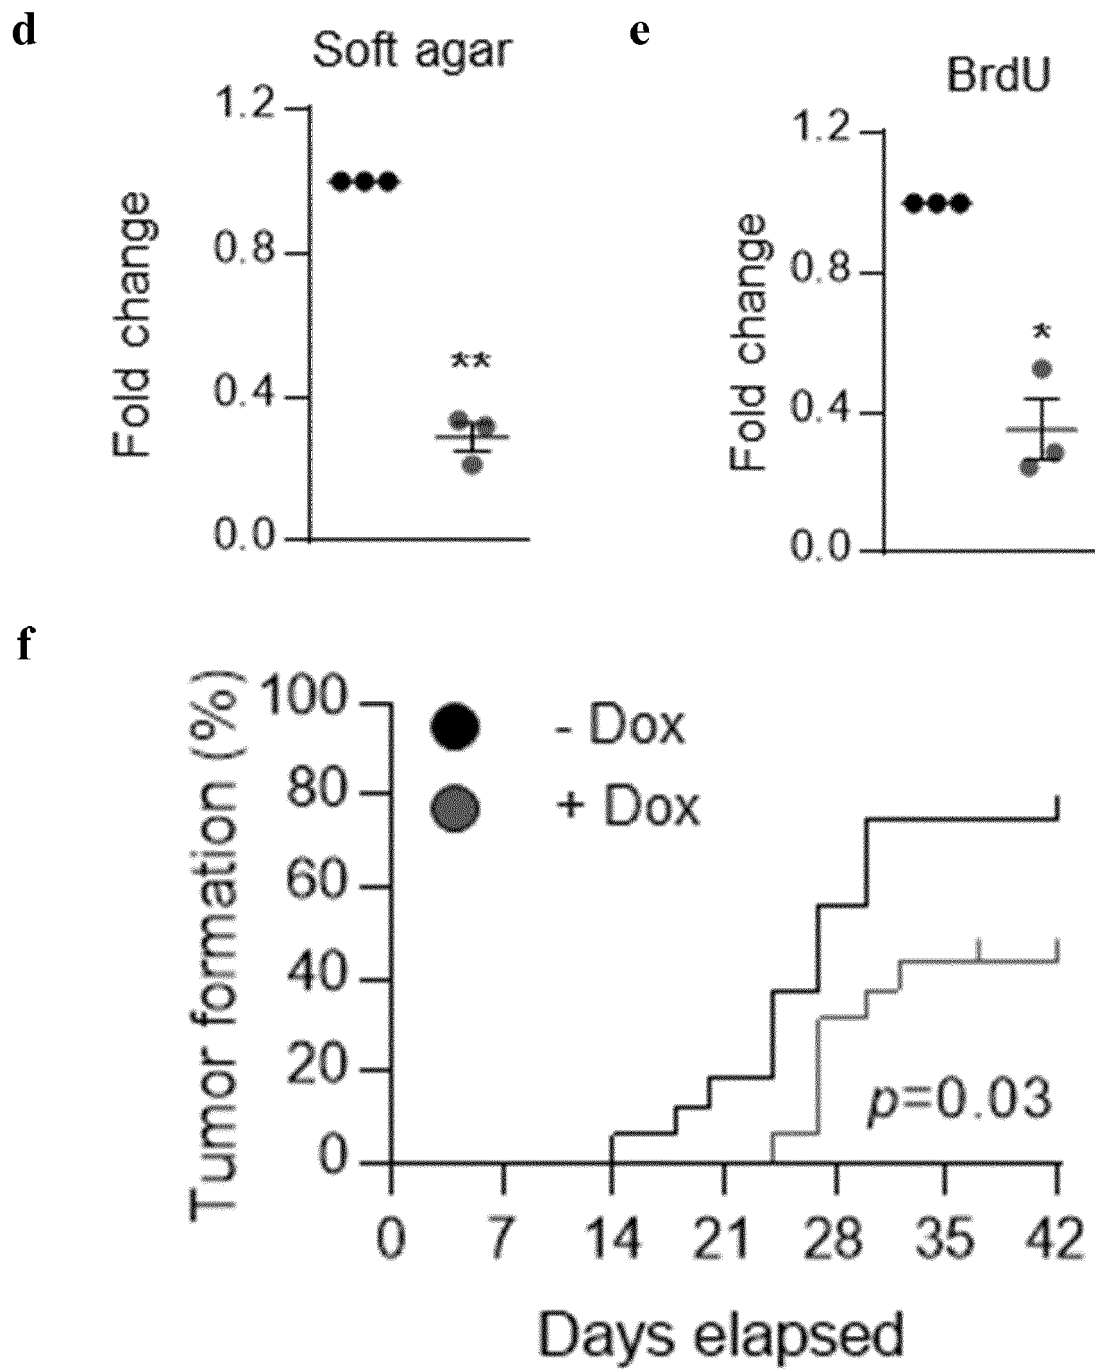 d
Soft agar
Fold change
1.2
0.8
0.4
0.0
**
e
BrdU
Fold change
1.2
0.8
0.4
0.0
*
f
Tumor formation (%)
100
80
60
40
20
0
- Dox
+ Dox
p=0.03
0 7 14 21 28 35 42
Days elapsed